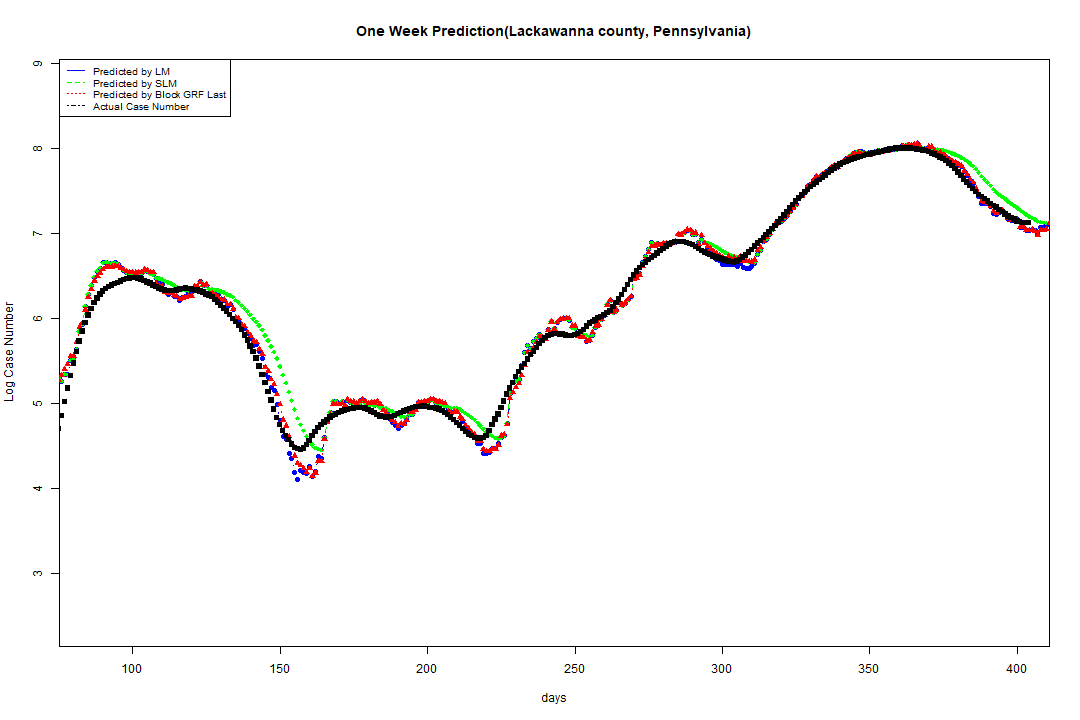 One Week Prediction(Lackawanna county, Pennsylvania)
Predicted by LM
Predicted by SLM
Predicted by Block GRF Last
Actual Case Number
9
8
7
6
5
4
3
Log Case Number
100 150 200 250 300 350 400
days